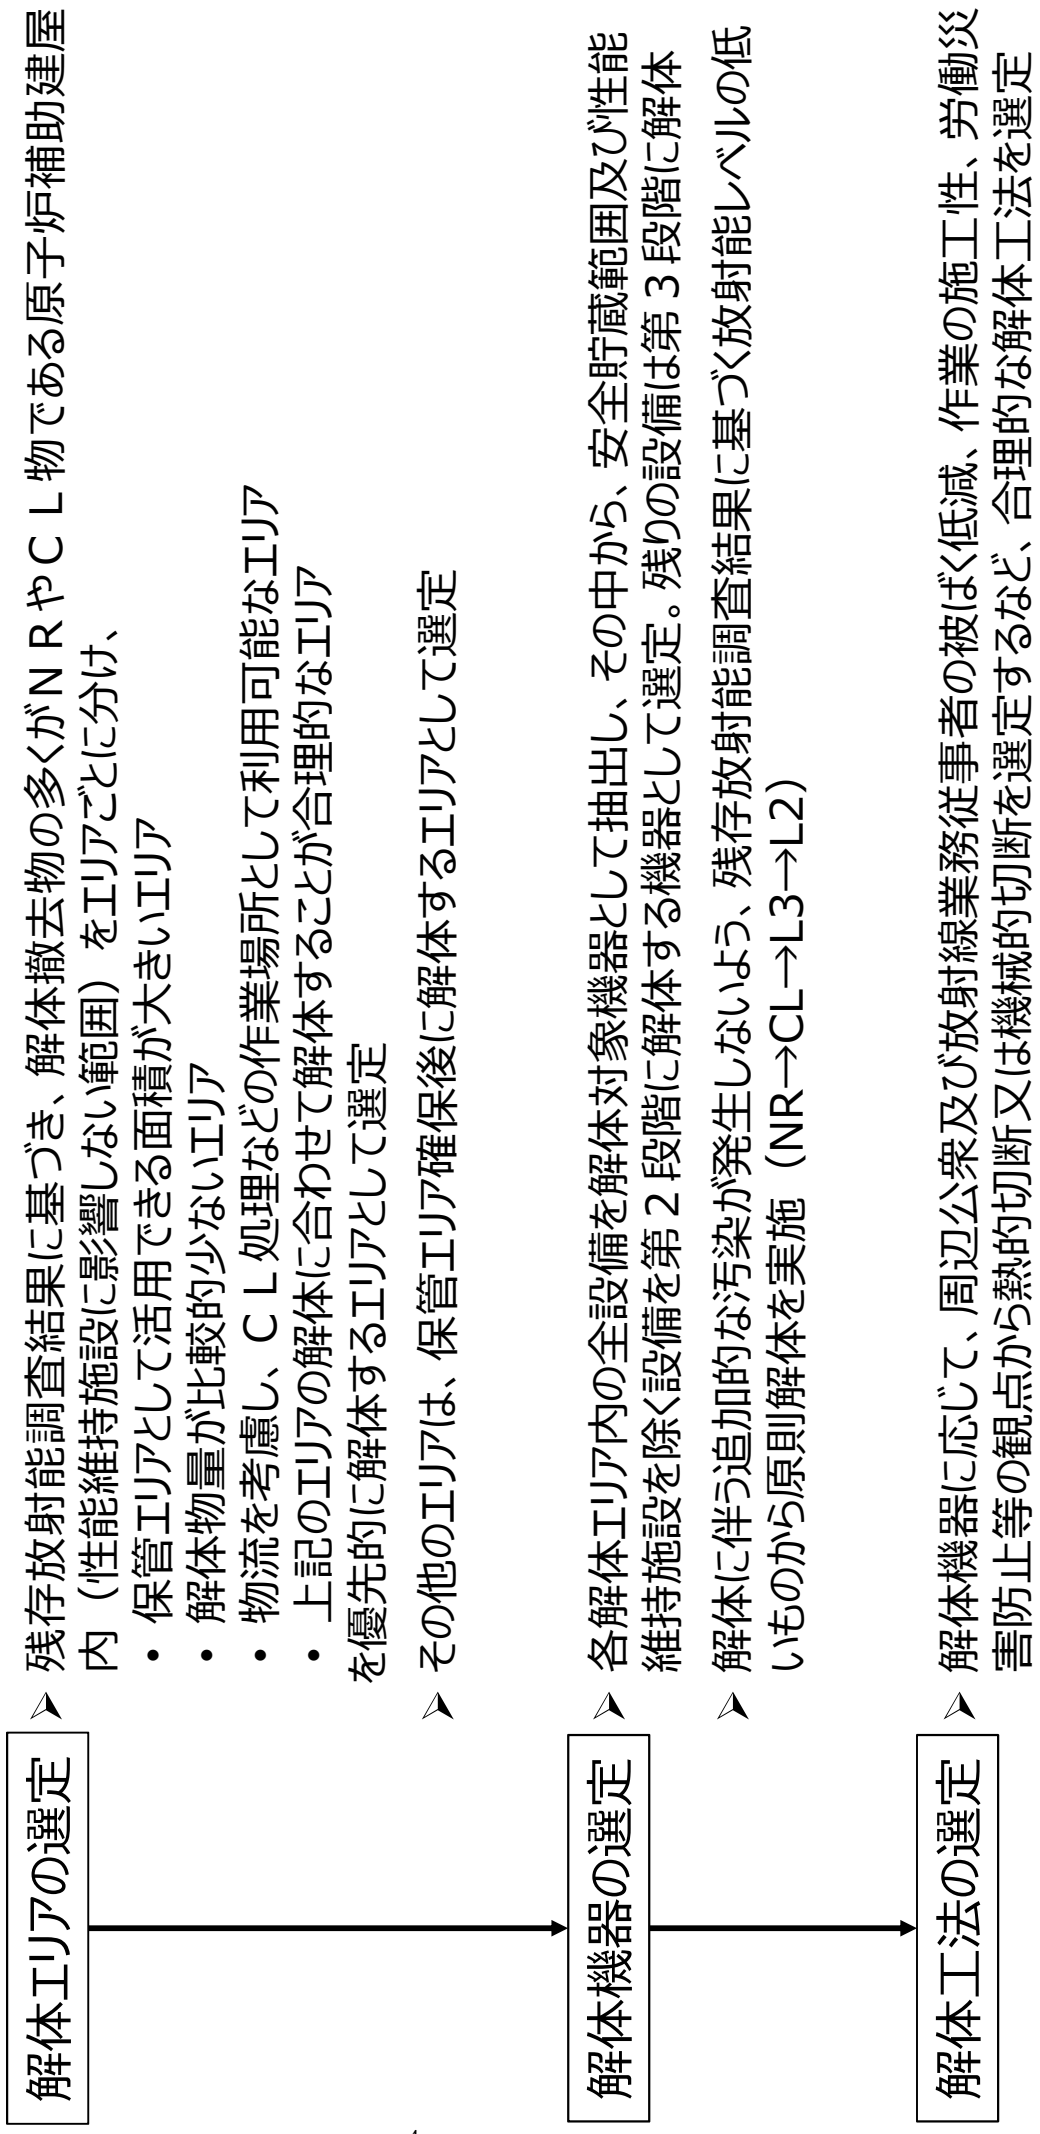 解体エリアの選定
➢ 残存放射能調査結果に基づき、解体撤去物の多くがＮＲやＣＬ物である原子炉補助建屋
内（性能維持施設に影響しない範囲）をエリアごとに分け、
• 保管エリアとして活用できる面積が大きいエリア
• 解体物量が比較的少ないエリア
• 物流を考慮し、ＣＬ処理などの作業場所として利用可能なエリア
• 上記のエリアの解体に合わせて解体することが合理的なエリア
を優先的に解体するエリアとして選定
➢ その他のエリアは、保管エリア確保後に解体するエリアとして選定
解体機器の選定
➢ 各解体エリア内の全設備を解体対象機器として抽出し、その中から、安全貯蔵範囲及び性能
維持施設を除く設備を第２段階に解体する機器として選定。残りの設備は第３段階に解体
➢ 解体に伴う追加的な汚染が発生しないよう、残存放射能調査結果に基づく放射能レベルの低
いものから原則解体を実施（NR→CL→L3→L2）
解体工法の選定
➢ 解体機器に応じて、周辺公衆及び放射線業務従事者の被ばく低減、作業の施工性、労働災
害防止等の観点から熱的切断又は機械的切断を選定するなど、合理的な解体工法を選定